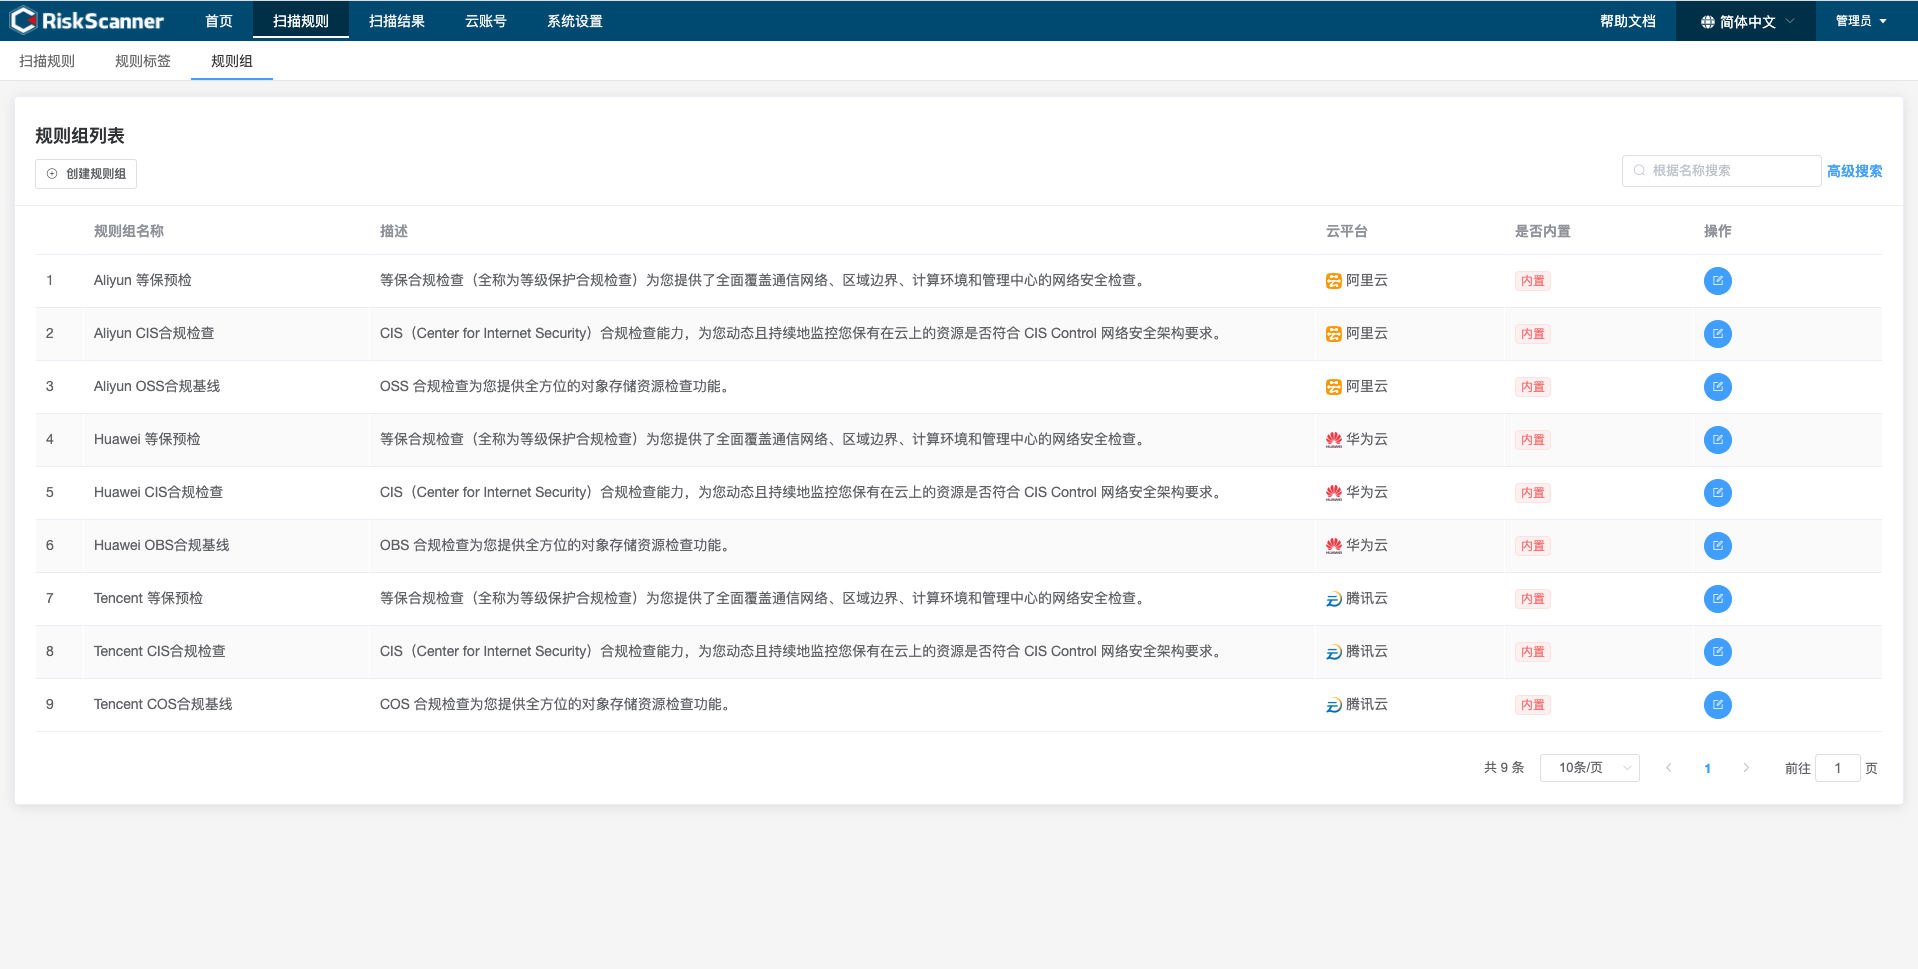 RiskScanner 首页 扫描规则 扫描结果 云账号 系统设置 帮助文档 简体中文 管理员
扫描规则 规则标签 规则组
规则组列表
创建规则组 根据名称搜索 高级搜索
规则组名称 描述 云平台 是否内置 操作
1 Aliyun 等保预检 等保合规检查（全称为等级保护合规检查）为您提供了全面覆盖通信网络、区域边界、计算环境和管理中心的网络安全检查。 阿里云 内置
2 Aliyun CIS合规检查 CIS（Center for Internet Security）合规检查能力，为您动态且持续地监控您保有在云上的资源是否符合 CIS Control 网络安全架构要求。 阿里云 内置
3 Aliyun OSS合规基线 OSS 合规检查为您提供全方位的对象存储资源检查功能。 阿里云 内置
4 Huawei 等保预检 等保合规检查（全称为等级保护合规检查）为您提供了全面覆盖通信网络、区域边界、计算环境和管理中心的网络安全检查。 华为云 内置
5 Huawei CIS合规检查 CIS（Center for Internet Security）合规检查能力，为您动态且持续地监控您保有在云上的资源是否符合 CIS Control 网络安全架构要求。 华为云 内置
6 Huawei OBS合规基线 OBS 合规检查为您提供全方位的对象存储资源检查功能。 华为云 内置
7 Tencent 等保预检 等保合规检查（全称为等级保护合规检查）为您提供了全面覆盖通信网络、区域边界、计算环境和管理中心的网络安全检查。 腾讯云 内置
8 Tencent CIS合规检查 CIS（Center for Internet Security）合规检查能力，为您动态且持续地监控您保有在云上的资源是否符合 CIS Control 网络安全架构要求。 腾讯云 内置
9 Tencent COS合规基线 COS 合规检查为您提供全方位的对象存储资源检查功能。 腾讯云 内置
共 9 条 10条/页 1 前往 1 页